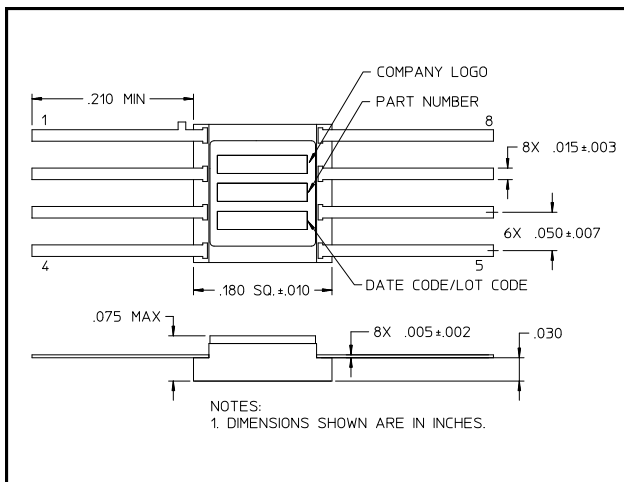 COMPANY LOGO
.210 MIN
PART NUMBER
1
8
8X .015±.003
6X .050±.007
4
5
.180 SQ.±.010
DATE CODE/LOT CODE
.075 MAX
8X .005±.002
.030
NOTES:
1. DIMENSIONS SHOWN ARE IN INCHES.